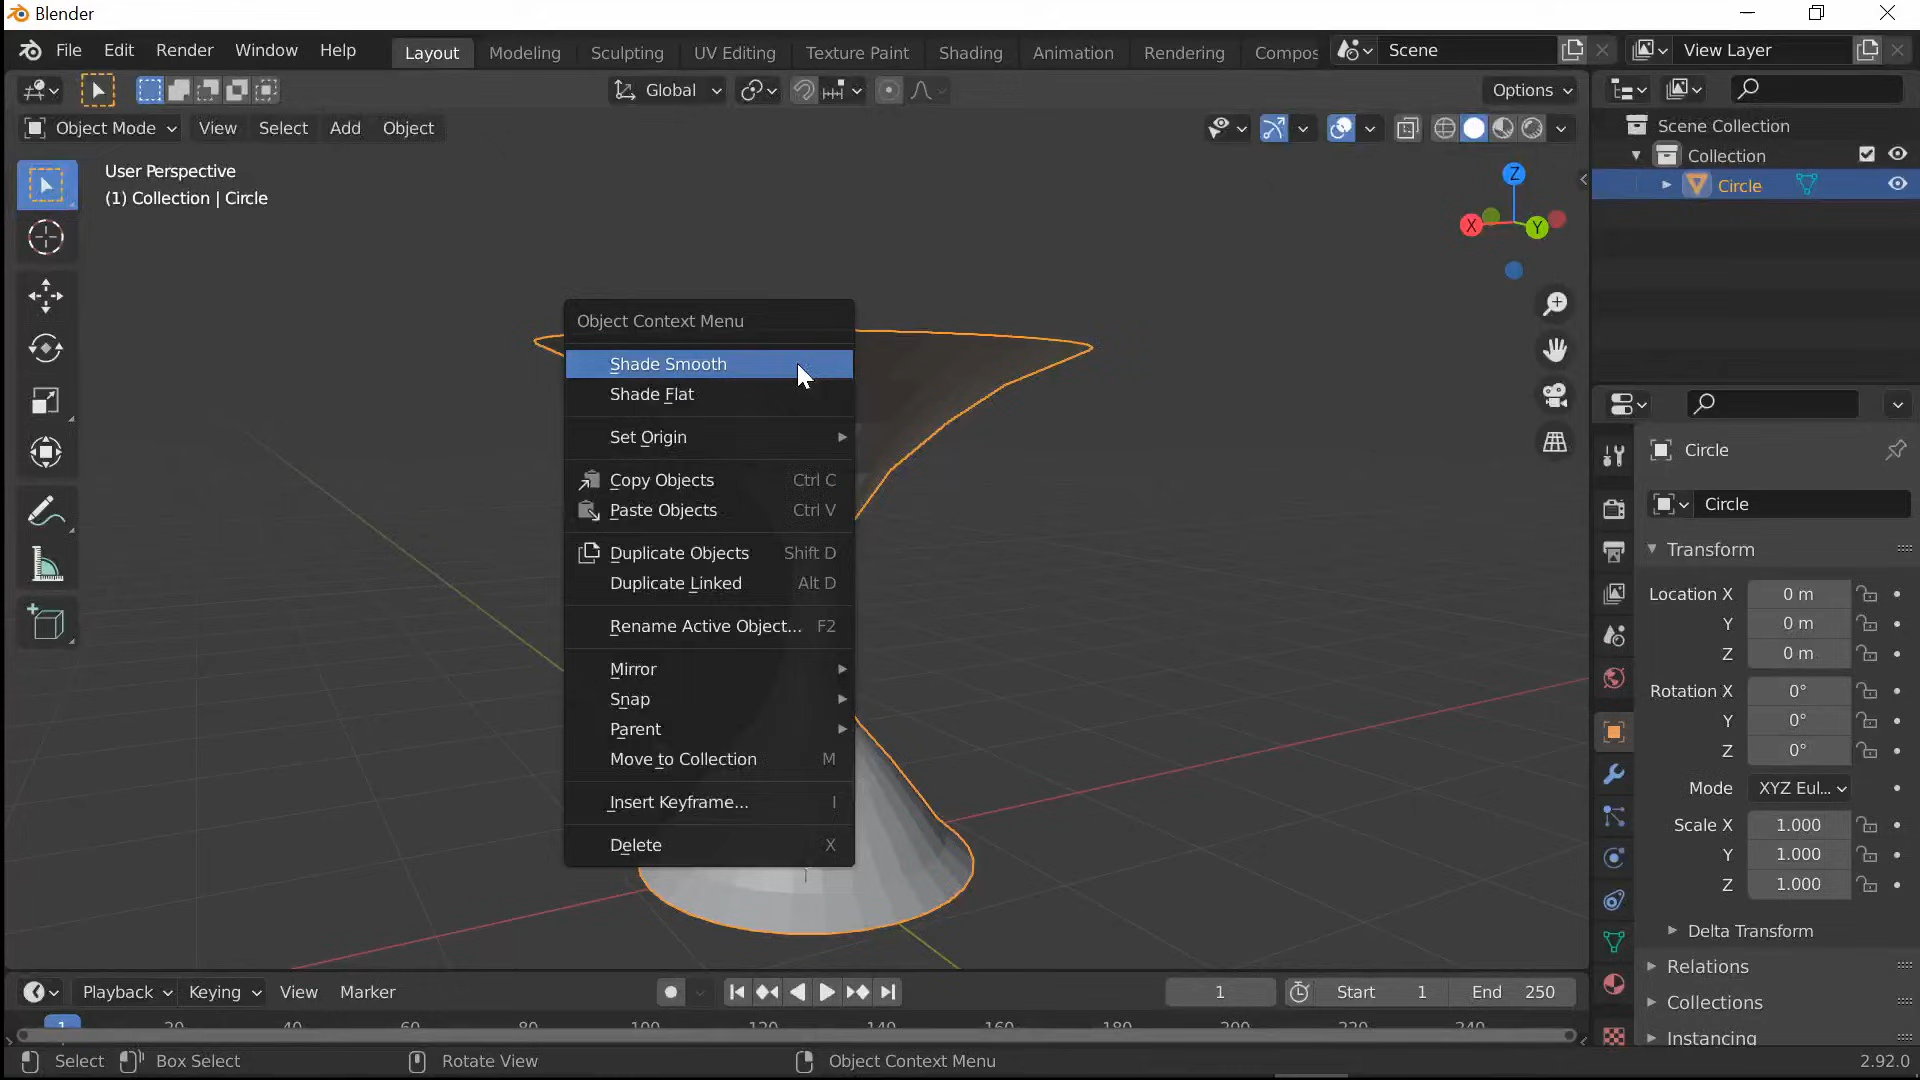 Blender
File Edit Render Window Help
Layout Modeling Sculpting UV Editing Texture Paint Shading Animation Rendering Compos
Scene
View Layer
Global
Options
Object Mode View Select Add Object
User Perspective
(1) Collection | Circle
Z
X
Y
Object Context Menu
Shade Smooth
Shade Flat
Set Origin
Copy Objects Ctrl C
Paste Objects Ctrl V
Duplicate Objects Shift D
Duplicate Linked Alt D
Rename Active Object... F2
Mirror
Snap
Parent
Move to Collection M
Insert Keyframe... I
Delete X
Scene Collection
Collection
Circle
Circle
Circle
Transform
Location X 0 m
Y 0 m
Z 0 m
Rotation X 0°
Y 0°
Z 0°
Mode XYZ Eul...
Scale X 1.000
Y 1.000
Z 1.000
Delta Transform
Relations
Collections
Instancing
Playback Keying View Marker
1
Start 1
End 250
1 20 40 60 80 100 120 140 160 180 200 220 240
Select Box Select Rotate View Object Context Menu
2.92.0